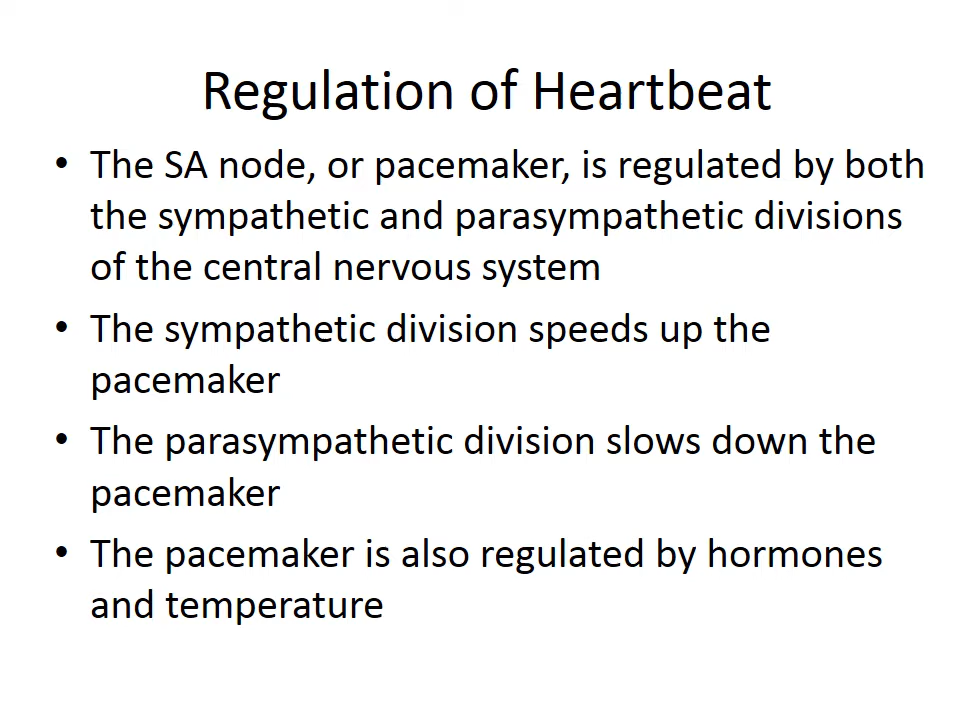 Regulation of Heartbeat
• The SA node, or pacemaker, is regulated by both
the sympathetic and parasympathetic divisions
of the central nervous system
• The sympathetic division speeds up the
pacemaker
• The parasympathetic division slows down the
pacemaker
• The pacemaker is also regulated by hormones
and temperature